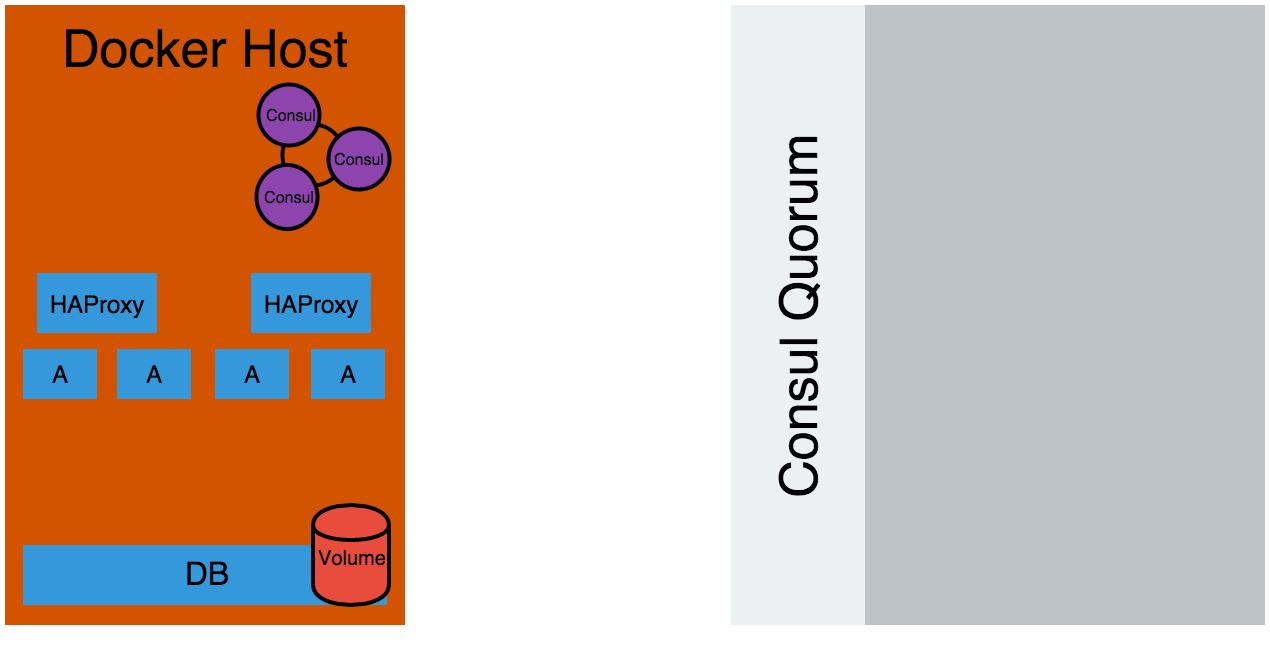 Docker Host
Consul
Consul
Consul
HAProxy
HAProxy
A
A
A
A
Volume
DB
Consul Quorum